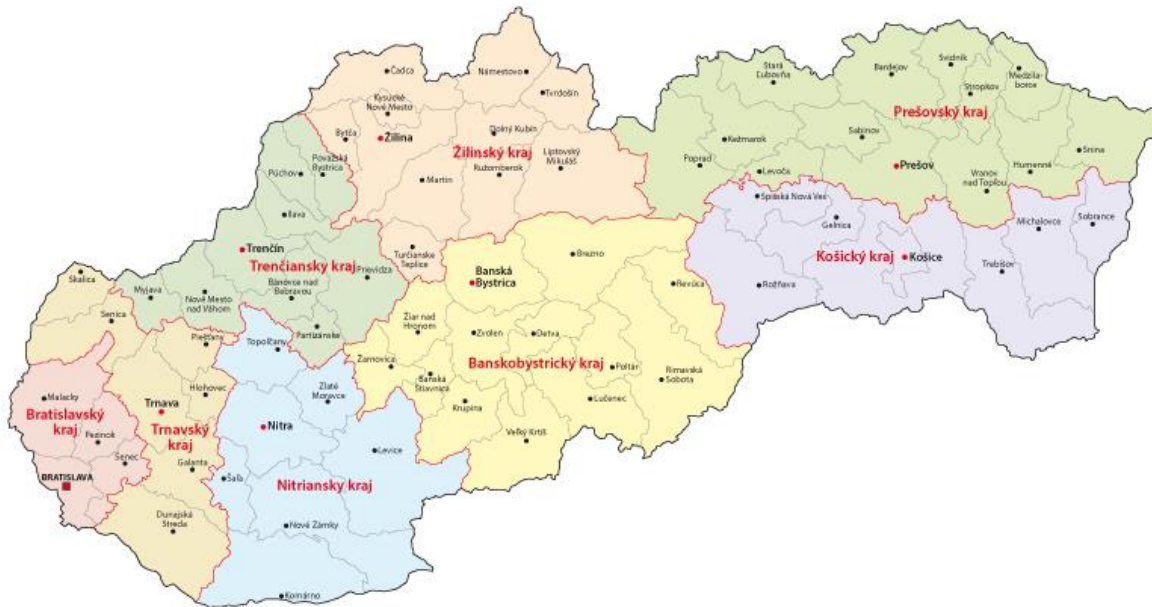 Čadca
Námestovo
Tvrdošín
Kysucké
Nové Mesto
Bytča
Žilina
Dolný Kubín
Žilinský kraj
Liptovský
Mikuláš
Martin
Ružomberok
Turčianske
Teplice
Stará
Ľubovňa
Bardejov
Svidník
Stropkov
Medzila-
borce
Prešovský kraj
Kežmarok
Sabinov
Poprad
Levoča
Prešov
Vranov
nad Topľou
Humenné
Snina
Považská
Bystrica
Púchov
Ilava
Trenčín
Trenčiansky kraj
Prievidza
Bánovce nad
Bebravou
Myjava
Nové Mesto
nad Váhom
Partizánske
Spišská Nová Ves
Gelnica
Košický kraj
Košice
Rožňava
Trebišov
Michalovce
Sobrance
Banská
Bystrica
Brezno
Revúca
Žiar nad
Hronom
Zvolen
Detva
Žarnovica
Banská
Štiavnica
Banskobystrický kraj
Poltár
Rimavská
Sobota
Krupina
Lučenec
Veľký Krtíš
Skalica
Senica
Piešťany
Hlohovec
Trnava
Trnavský
kraj
Galanta
Dunajská
Streda
Malacky
Bratislavský
kraj
Pezinok
Senec
BRATISLAVA
Topoľčany
Zlaté
Moravce
Nitra
Levice
Šaľa
Nitriansky kraj
Nové Zámky
Komárno